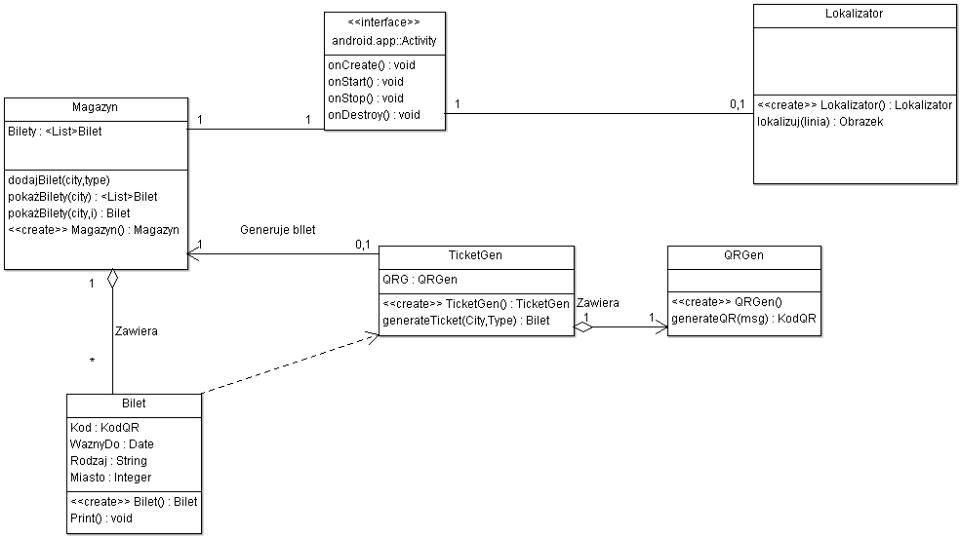 <<interface>>
android.app::Activity
onCreate() : void
onStart() : void
onStop() : void
onDestroy() : void
Lokalizator
<<create>> Lokalizator() : Lokalizator
lokalizuj(linia) : Obrazek
1
0,1
Magazyn
Bilety : <List>Bilet
dodajBilet(city,type)
pokażBilety(city) : <List>Bilet
pokażBilety(city,i) : Bilet
<<create>> Magazyn() : Magazyn
1
1
Generuje bilet
1
0,1
TicketGen
QRG : QRGen
<<create>> TicketGen() : TicketGen
generateTicket(City,Type) : Bilet
Zawiera
1
1
QRGen
<<create>> QRGen()
generateQR(msg) : KodQR
1
Zawiera
*
Bilet
Kod : KodQR
WaznyDo : Date
Rodzaj : String
Miasto : Integer
<<create>> Bilet() : Bilet
Print() : void